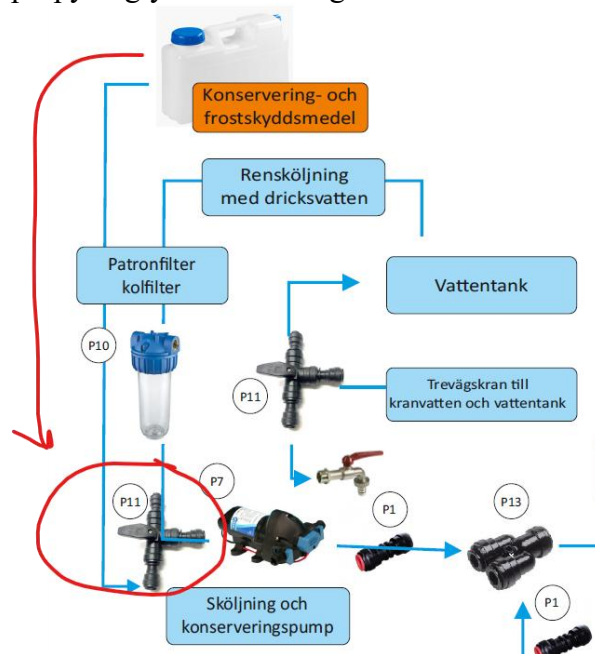 Konservering- och
frostskyddsmedel
Rensköljning
med dricksvatten
Patronfilter
kolfilter
Vattentank
P10
P11
Trevägskran till
kranvatten och vattentank
P11
P7
P1
P13
P1
Sköljning och
konserveringspump